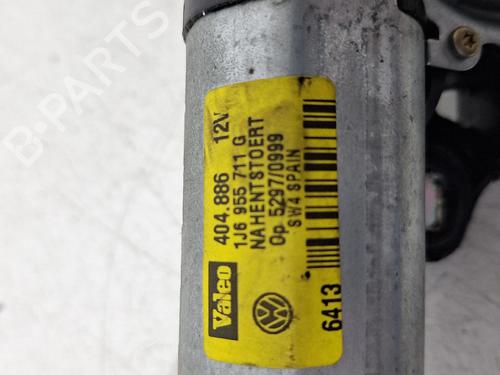 Valeo
404.886 12V
1J6 955 711 G
NAHENTSTOERT
Op 5297/0999
SW4 SPAIN
6413
B-PARTS